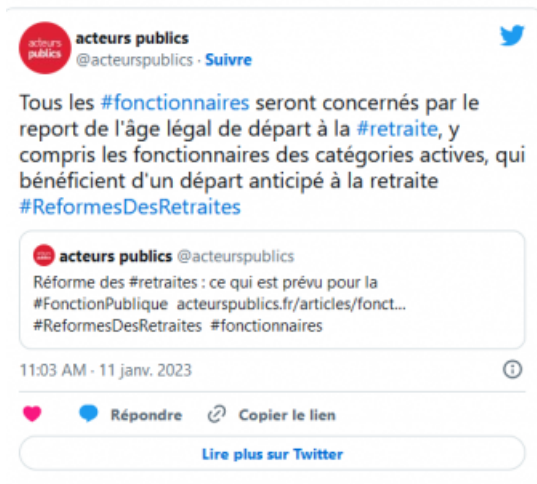 acteurs publics
acteurs publics
@acteurspublics · Suivre
Tous les #fonctionnaires seront concernés par le
report de l'âge légal de départ à la #retraite, y
compris les fonctionnaires des catégories actives, qui
bénéficient d'un départ anticipé à la retraite
#ReformesDesRetraites
acteurs publics @acteurspublics
Réforme des #retraites : ce qui est prévu pour la
#FonctionPublique acteurspublics.fr/articles/fonct...
#ReformesDesRetraites #fonctionnaires
11:03 AM · 11 janv. 2023
Répondre Copier le lien
Lire plus sur Twitter